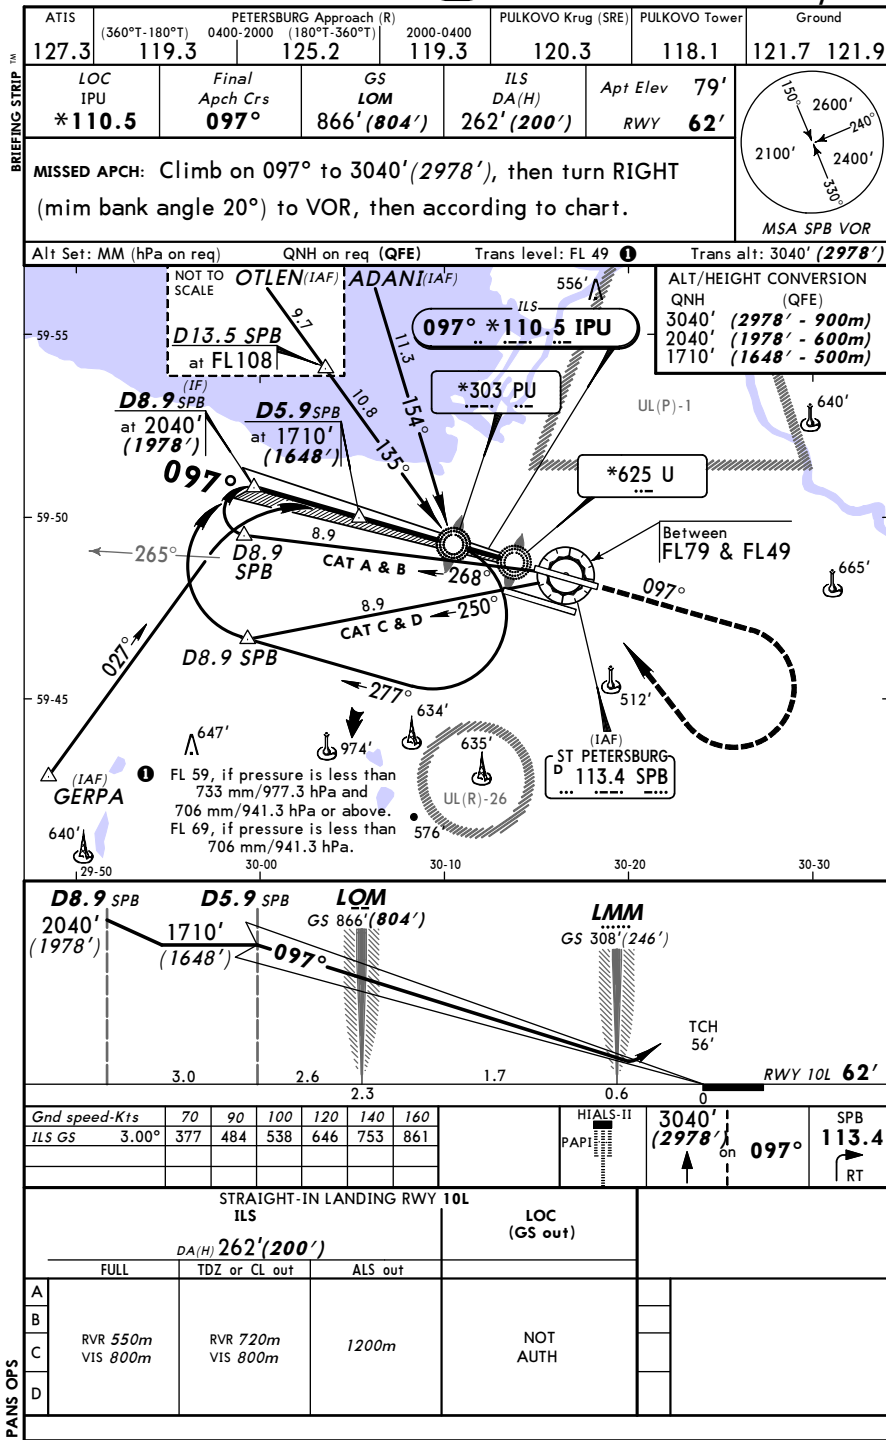 ATIS
PETERSBURG Approach (R)
PULKOVO Krug (SRE)
PULKOVO Tower
Ground
(360°T-180°T) 0400-2000 (180°T-360°T) 2000-0400
127.3 119.3 125.2 119.3 120.3 118.1 121.7 121.9
BRIEFING STRIP TM
LOC
IPU
*110.5
Final
Apch Crs
097°
GS
LOM
866' (804')
ILS
DA(H)
262' (200')
Apt Elev 79'
RWY 62'
150°
2600'
240°
2100'
2400'
330°
MSA SPB VOR
MISSED APCH: Climb on 097° to 3040' (2978'), then turn RIGHT
(mim bank angle 20°) to VOR, then according to chart.
Alt Set: MM (hPa on req) QNH on req (QFE) Trans level: FL 49 ❶ Trans alt: 3040' (2978')
NOT TO
SCALE
OTLEN (IAF)
ADANI (IAF)
556'
ALT/HEIGHT CONVERSION
QNH (QFE)
3040' (2978' - 900m)
2040' (1978' - 600m)
1710' (1648' - 500m)
9.7
ILS
097° *110.5 IPU
59-55
D13.5 SPB
at FL108
11.3
*303 PU
(IF)
D8.9 SPB
at 2040'
(1978')
D5.9 SPB
at 1710'
(1648')
10.8
154°
135°
UL(P)-1
640'
097°
*625 U
59-50
8.9
D8.9
SPB
265°
CAT A & B
268°
Between
FL79 & FL49
665'
097°
8.9
250°
CAT C & D
D8.9 SPB
027°
277°
59-45
512'
647'
974'
634'
635'
(IAF)
ST PETERSBURG
D 113.4 SPB
(IAF)
GERPA
❶ FL 59, if pressure is less than
733 mm/977.3 hPa and
706 mm/941.3 hPa or above.
FL 69, if pressure is less than
706 mm/941.3 hPa.
UL(R)-26
576'
640'
29-50 30-00 30-10 30-20 30-30
D8.9 SPB
2040'
(1978')
D5.9 SPB
1710'
(1648')
LOM
GS 866' (804')
LMM
GS 308' (246')
097°
TCH
56'
RWY 10L 62'
3.0 2.6 1.7
2.3 0.6 0
Gnd speed-Kts 70 90 100 120 140 160
ILS GS 3.00° 377 484 538 646 753 861
HIALS-II
PAPI
3040'
(2978')
on 097°
SPB
113.4
RT
STRAIGHT-IN LANDING RWY 10L
ILS
LOC
(GS out)
DA(H) 262' (200')
FULL
TDZ or CL out
ALS out
A
B
C
D
RVR 550m
VIS 800m
RVR 720m
VIS 800m
1200m
NOT
AUTH
PANS OPS